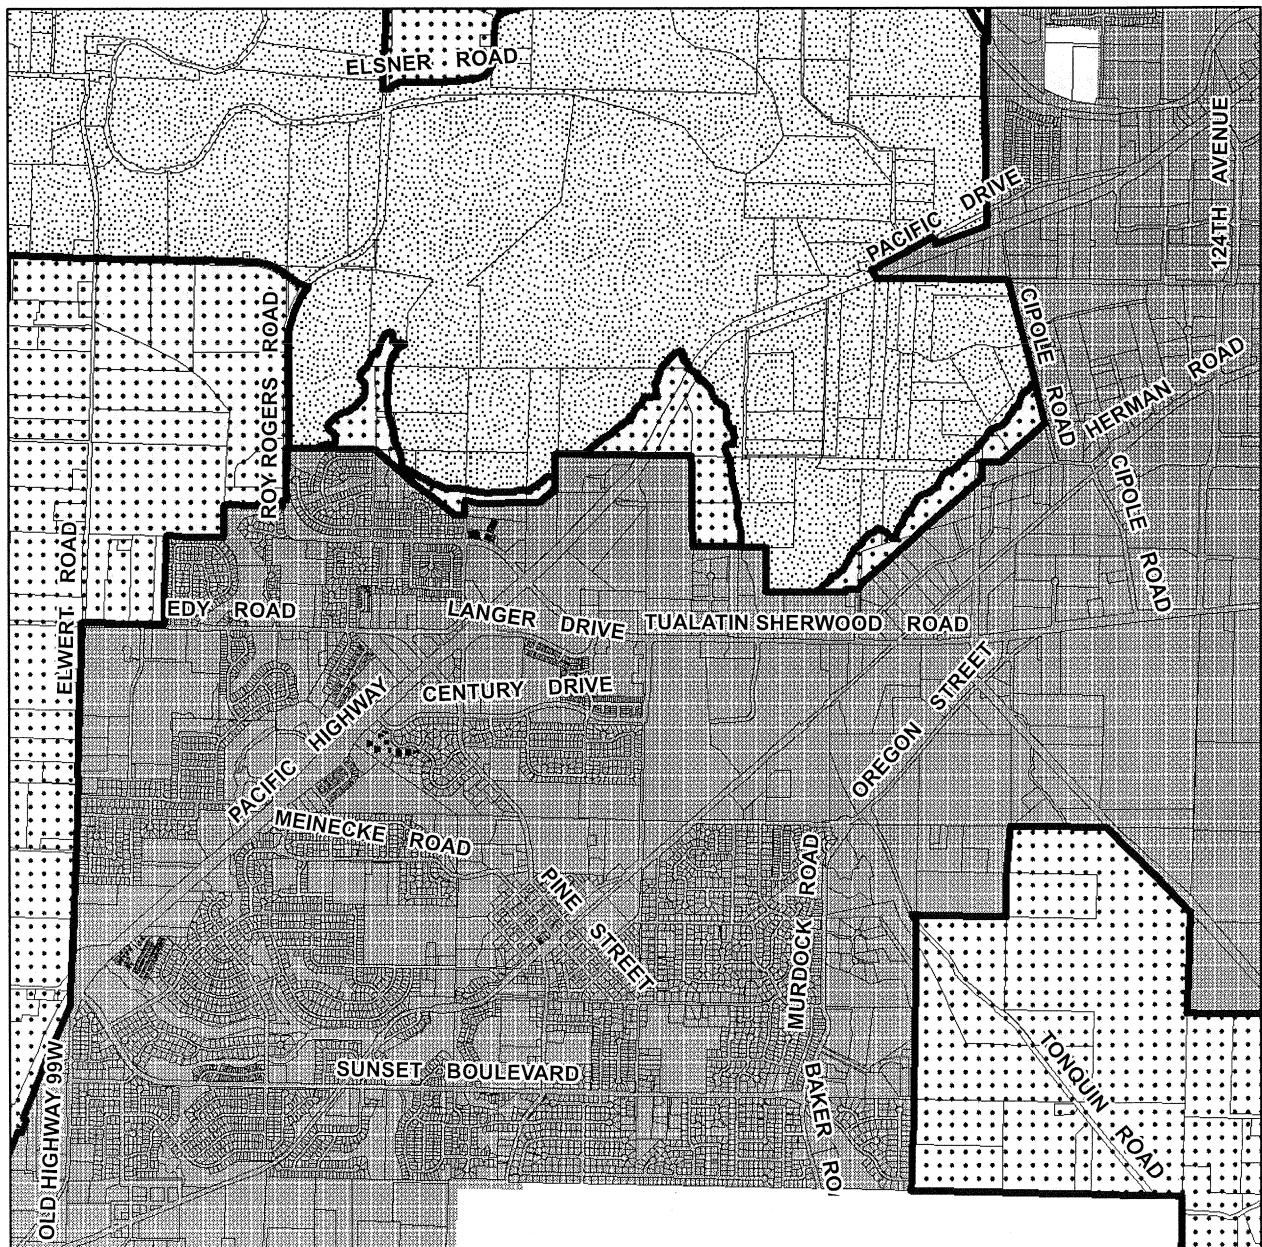 ELSNER ROAD
124TH AVENUE
PACIFIC DRIVE
ROY ROGERS ROAD
CIPOLE ROAD
HERMAN ROAD
CIPOLE ROAD
ELWERT ROAD
EDY ROAD
LANGER DRIVE
TUALATIN SHERWOOD ROAD
CENTURY DRIVE
OREGON STREET
PACIFIC HIGHWAY
MEINECKE ROAD
PINE STREET
MURDOCK ROAD
SUNSET BOULEVARD
BAKER RO
TONQUIN ROAD
OLD HIGHWAY 99W